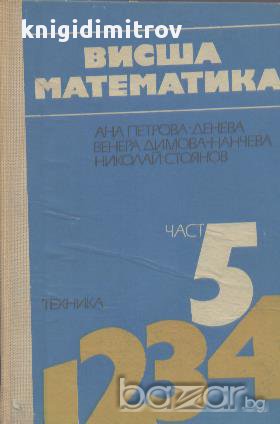 knigidimitrov
ВИСША
МАТЕМАТИКА
АНА ПЕТРОВА-ДЕНЕВА
ВЕНЕРА ДИМОВА-НАНЧЕВА
НИКОЛАЙ СТОЯНОВ
ЧАСТ
5
ТЕХНИКА
1234
bazar.bg